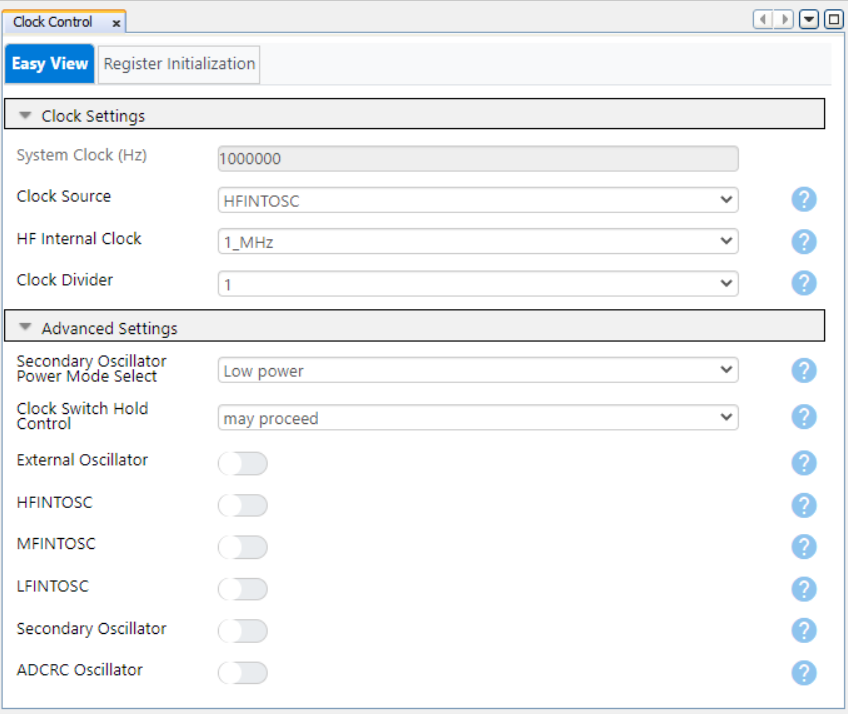 Clock Control x
Easy View Register Initialization
Clock Settings
System Clock (Hz) 1000000
Clock Source HFINTOSC ?
HF Internal Clock 1_MHz ?
Clock Divider 1 ?
Advanced Settings
Secondary Oscillator
Power Mode Select Low power ?
Clock Switch Hold
Control may proceed ?
External Oscillator ?
HFINTOSC ?
MFINTOSC ?
LFINTOSC ?
Secondary Oscillator ?
ADCRC Oscillator ?